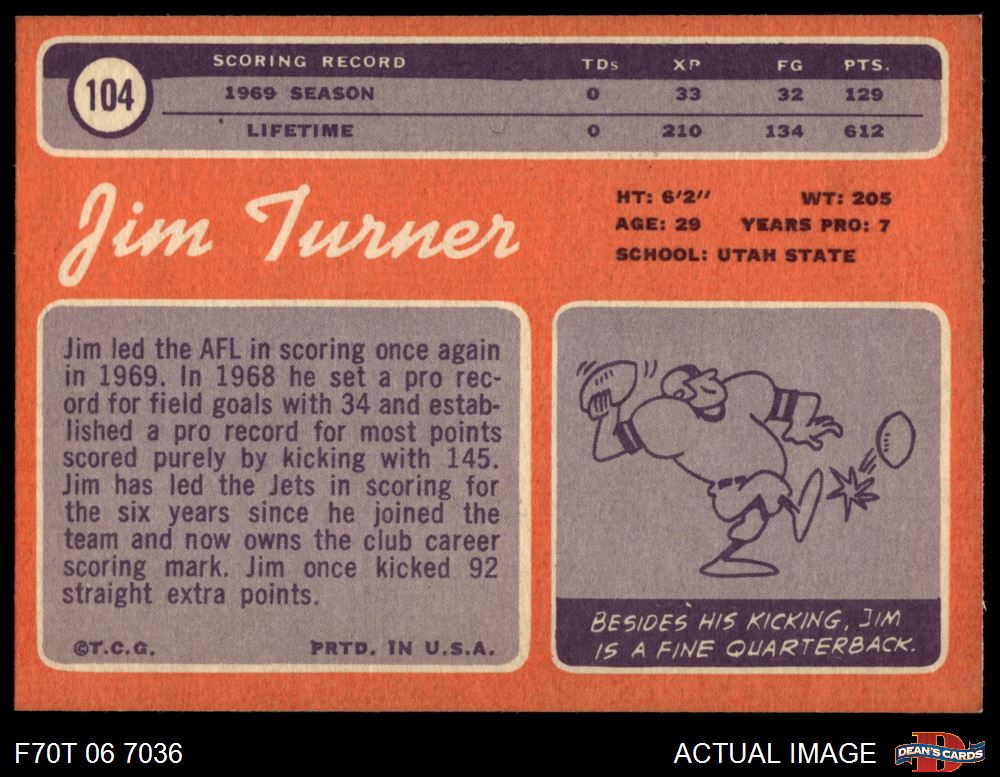 SCORING RECORD TDs XP FG PTS.
104
1969 SEASON 0 33 32 129
LIFETIME 0 210 134 612
Jim Turner
HT: 6'2" WT: 205
AGE: 29 YEARS PRO: 7
SCHOOL: UTAH STATE
Jim led the AFL in scoring once again
in 1969. In 1968 he set a pro rec-
ord for field goals with 34 and estab-
lished a pro record for most points
scored purely by kicking with 145.
Jim has led the Jets in scoring for
the six years since he joined the
team and now owns the club career
scoring mark. Jim once kicked 92
straight extra points.
©T.C.G. PRTD. IN U.S.A.
BESIDES HIS KICKING, JIM
IS A FINE QUARTERBACK.
F70T 06 7036 ACTUAL IMAGE
D
DEAN'S CARDS